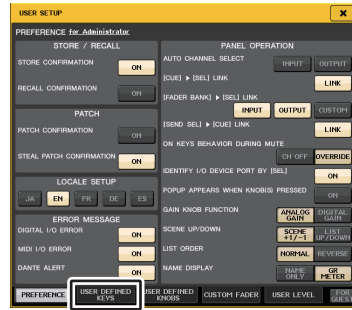 USER SETUP
PREFERENCE for Administrator
STORE / RECALL
STORE CONFIRMATION
ON
RECALL CONFIRMATION
ON
PATCH
PATCH CONFIRMATION
ON
STEAL PATCH CONFIRMATION
ON
LOCALE SETUP
JA EN FR DE ES
ERROR MESSAGE
DIGITAL I/O ERROR
ON
MIDI I/O ERROR
ON
DANTE ALERT
ON
PANEL OPERATION
AUTO CHANNEL SELECT
INPUT OUTPUT
[CUE] ▶ [SEL] LINK
LINK
[FADER BANK] ▶ [SEL] LINK
INPUT OUTPUT CUSTOM
[SEND SEL] ▶ [CUE] LINK
LINK
ON KEYS BEHAVIOR DURING MUTE
CH OFF OVERRIDE
IDENTIFY I/O DEVICE PORT BY [SEL]
ON
POPUP APPEARS WHEN KNOB(S) PRESSED
ON
GAIN KNOB FUNCTION
ANALOG GAIN DIGITAL GAIN
SCENE UP/DOWN
SCENE +1/-1 LIST UP/DOWN
LIST ORDER
NORMAL REVERSE
NAME DISPLAY
NAME ONLY GR METER
PREFERENCE USER DEFINED KEYS USER DEFINED KNOBS CUSTOM FADER USER LEVEL FOR GUEST